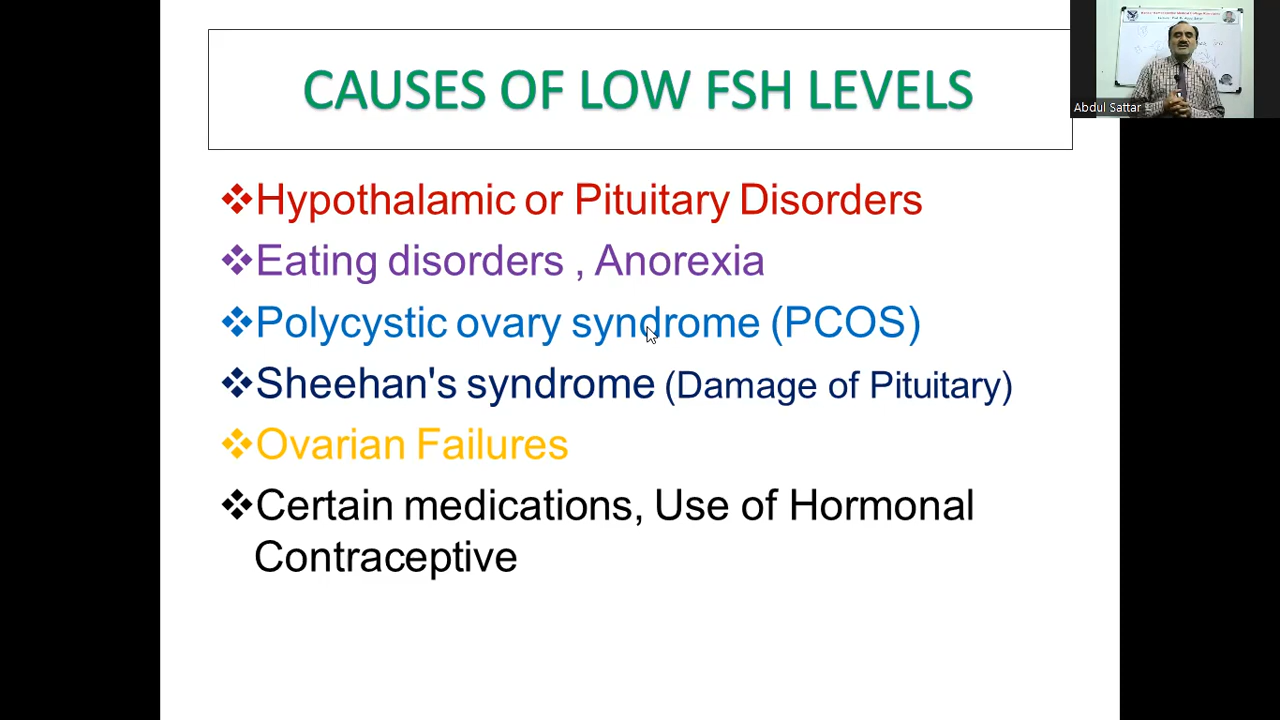 CAUSES OF LOW FSH LEVELS
Abdul Sattar
❖Hypothalamic or Pituitary Disorders
❖Eating disorders , Anorexia
❖Polycystic ovary syndrome (PCOS)
❖Sheehan's syndrome (Damage of Pituitary)
❖Ovarian Failures
❖Certain medications, Use of Hormonal
Contraceptive